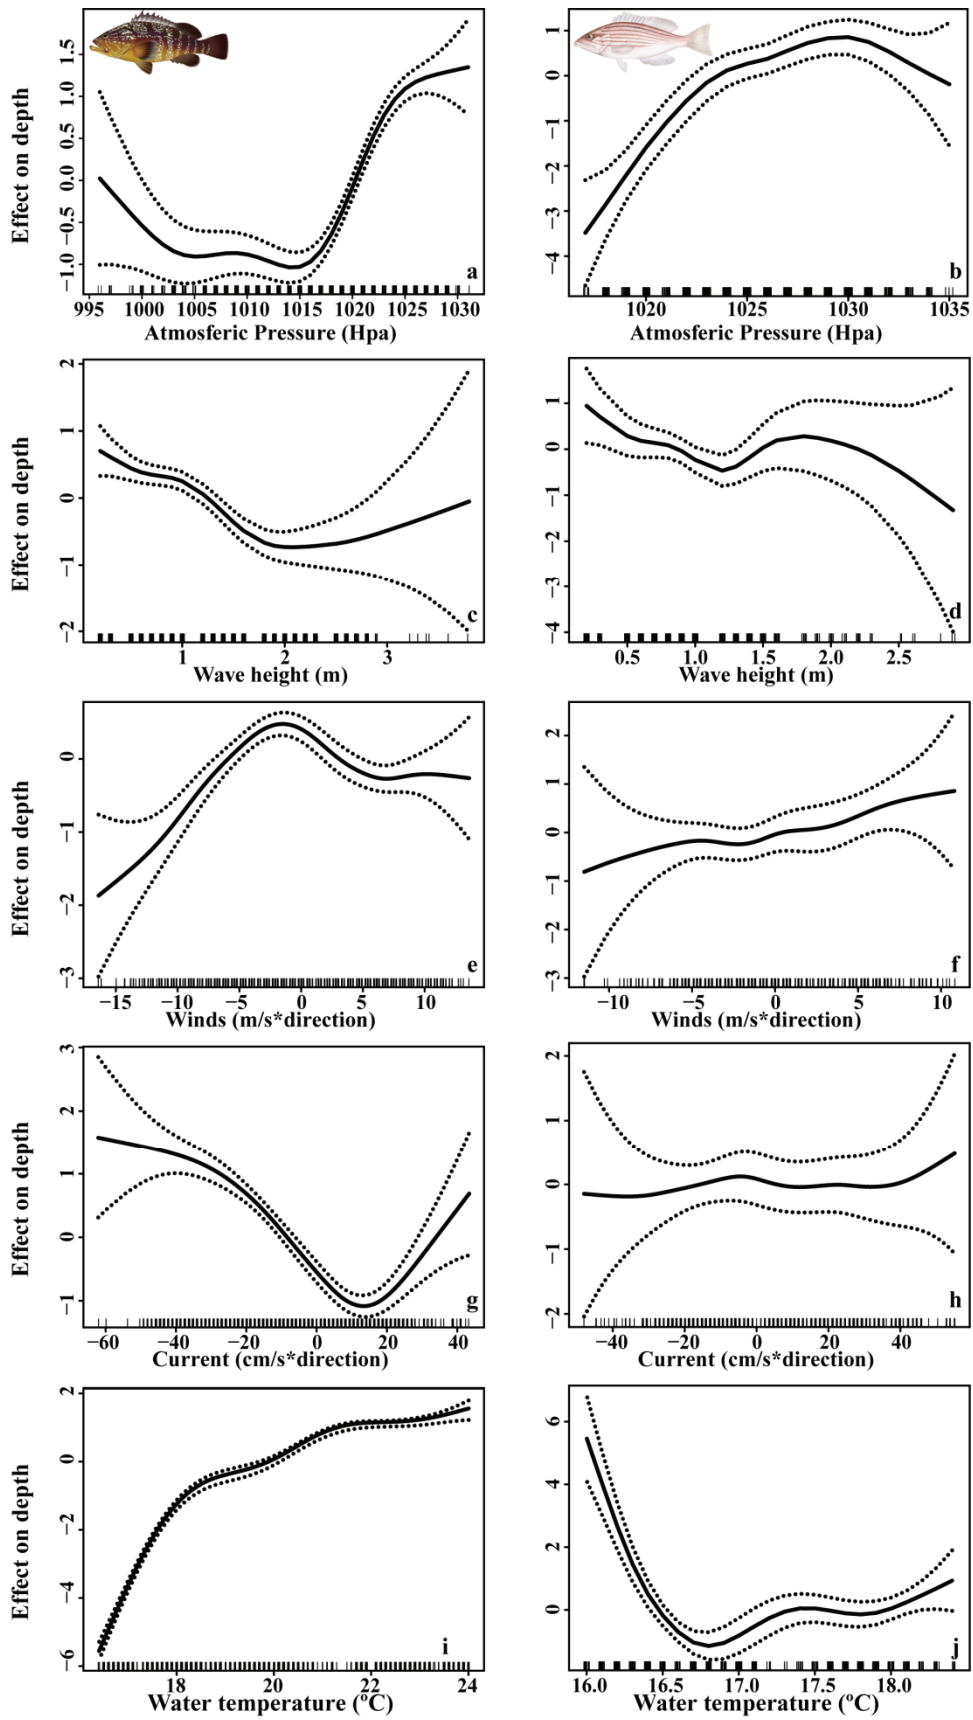 Effect on depth
1.5
1.0
0.5
0.0
−0.5
−1.0
a
995 1000 1005 1010 1015 1020 1025 1030
Atmosferic Pressure (Hpa)
1
0
−1
−2
−3
−4
b
1020 1025 1030 1035
Atmosferic Pressure (Hpa)
Effect on depth
2
1
0
−1
−2
c
1 2 3
Wave height (m)
1
0
−1
−2
−3
−4
d
0.5 1.0 1.5 2.0 2.5
Wave height (m)
Effect on depth
0
−1
−2
−3
e
−15 −10 −5 0 5 10
Winds (m/s*direction)
2
1
0
−1
−2
−3
f
−10 −5 0 5 10
Winds (m/s*direction)
Effect on depth
3
2
1
0
−1
g
−60 −40 −20 0 20 40
Current (cm/s*direction)
2
1
0
−1
−2
h
−40 −20 0 20 40
Current (cm/s*direction)
Effect on depth
2
0
−2
−4
−6
i
18 20 22 24
Water temperature (ºC)
6
4
2
0
j
16.0 16.5 17.0 17.5 18.0
Water temperature (ºC)